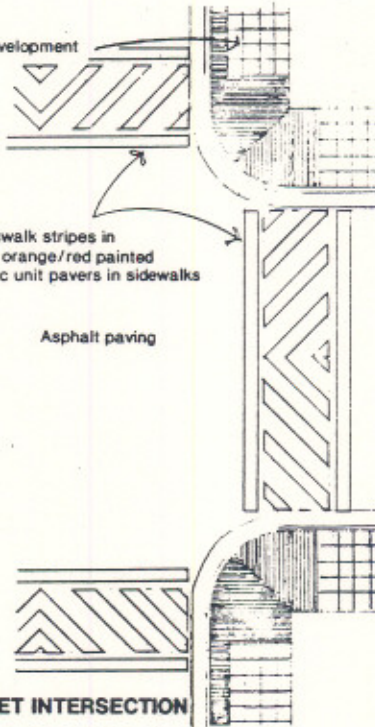 velopment
walk stripes in
orange/red painted
c unit pavers in sidewalks
Asphalt paving
ET INTERSECTION